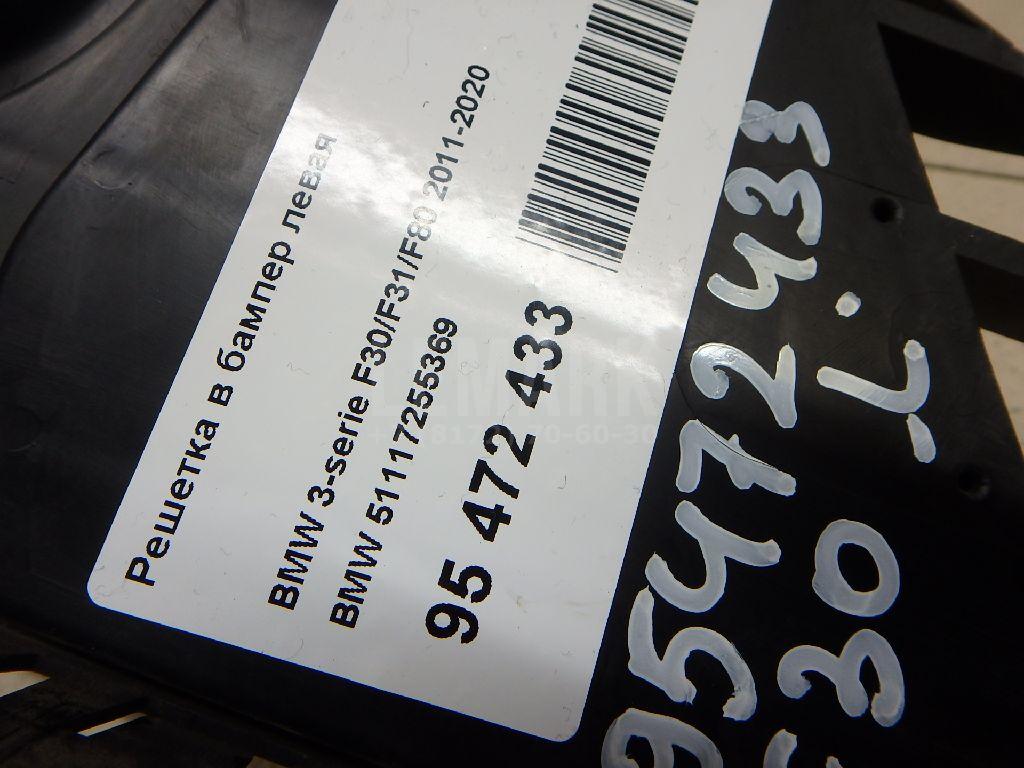 Решетка в бампер левая
BMW 3-serie F30/F31/F80 2011-2020
BMW 51117255369
95 472 433
95472433
F30 L.